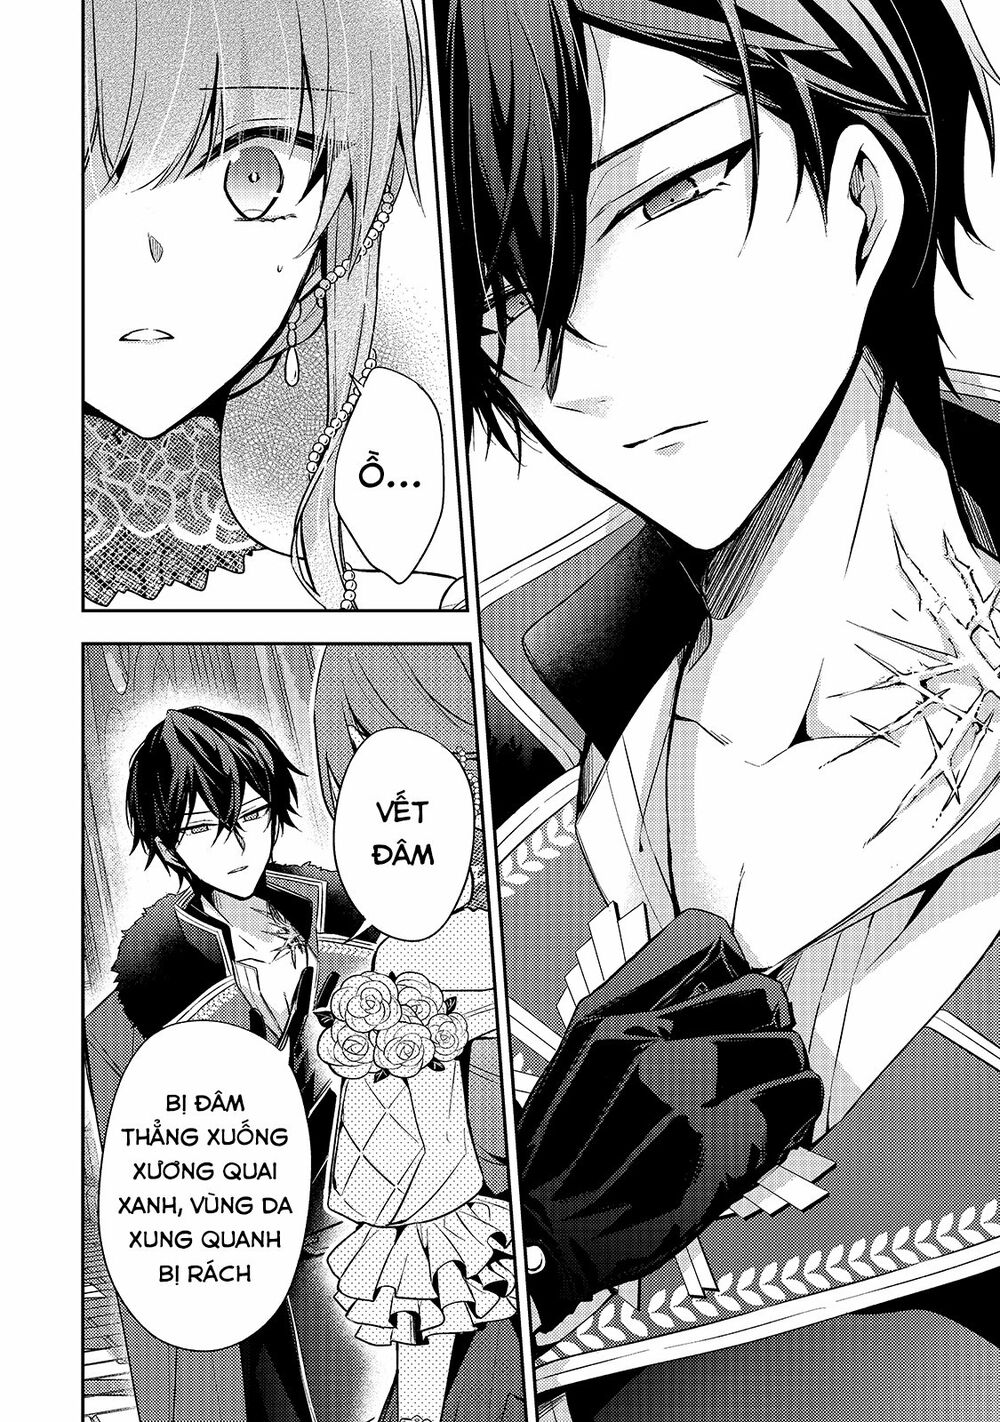 Ồ...
VẾT
ĐÂM
BỊ ĐÂM
THẲNG XUỐNG
XƯƠNG QUAI
XANH, VÙNG DA
XUNG QUANH
BỊ RÁCH